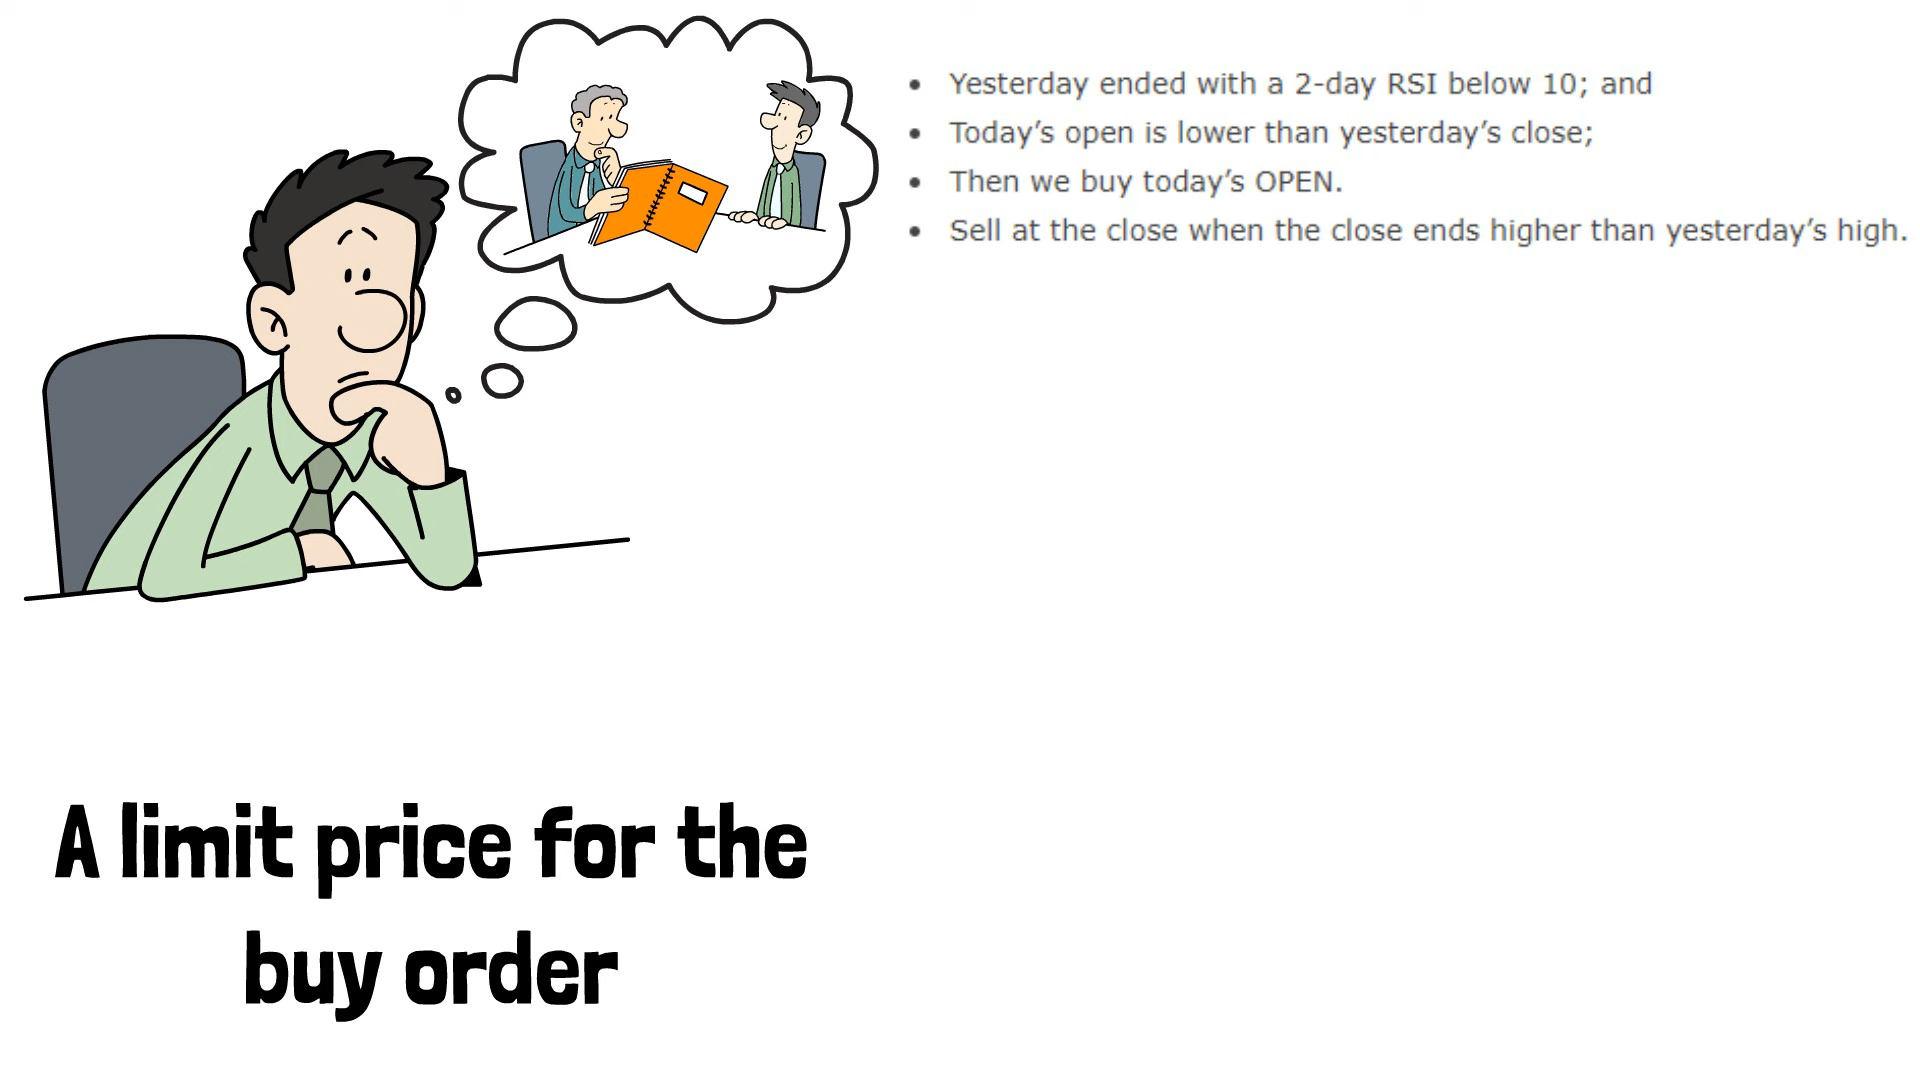 • Yesterday ended with a 2-day RSI below 10; and
• Today’s open is lower than yesterday’s close;
• Then we buy today’s OPEN.
• Sell at the close when the close ends higher than yesterday’s high.
A limit price for the
buy order